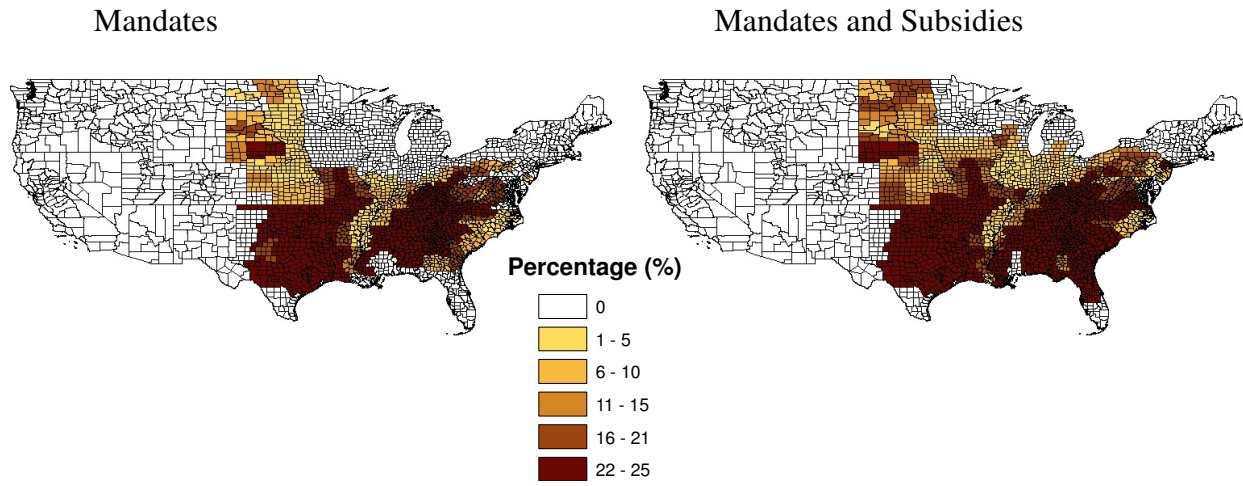 Mandates
Mandates and Subsidies
Percentage (%)
0
1 - 5
6 - 10
11 - 15
16 - 21
22 - 25